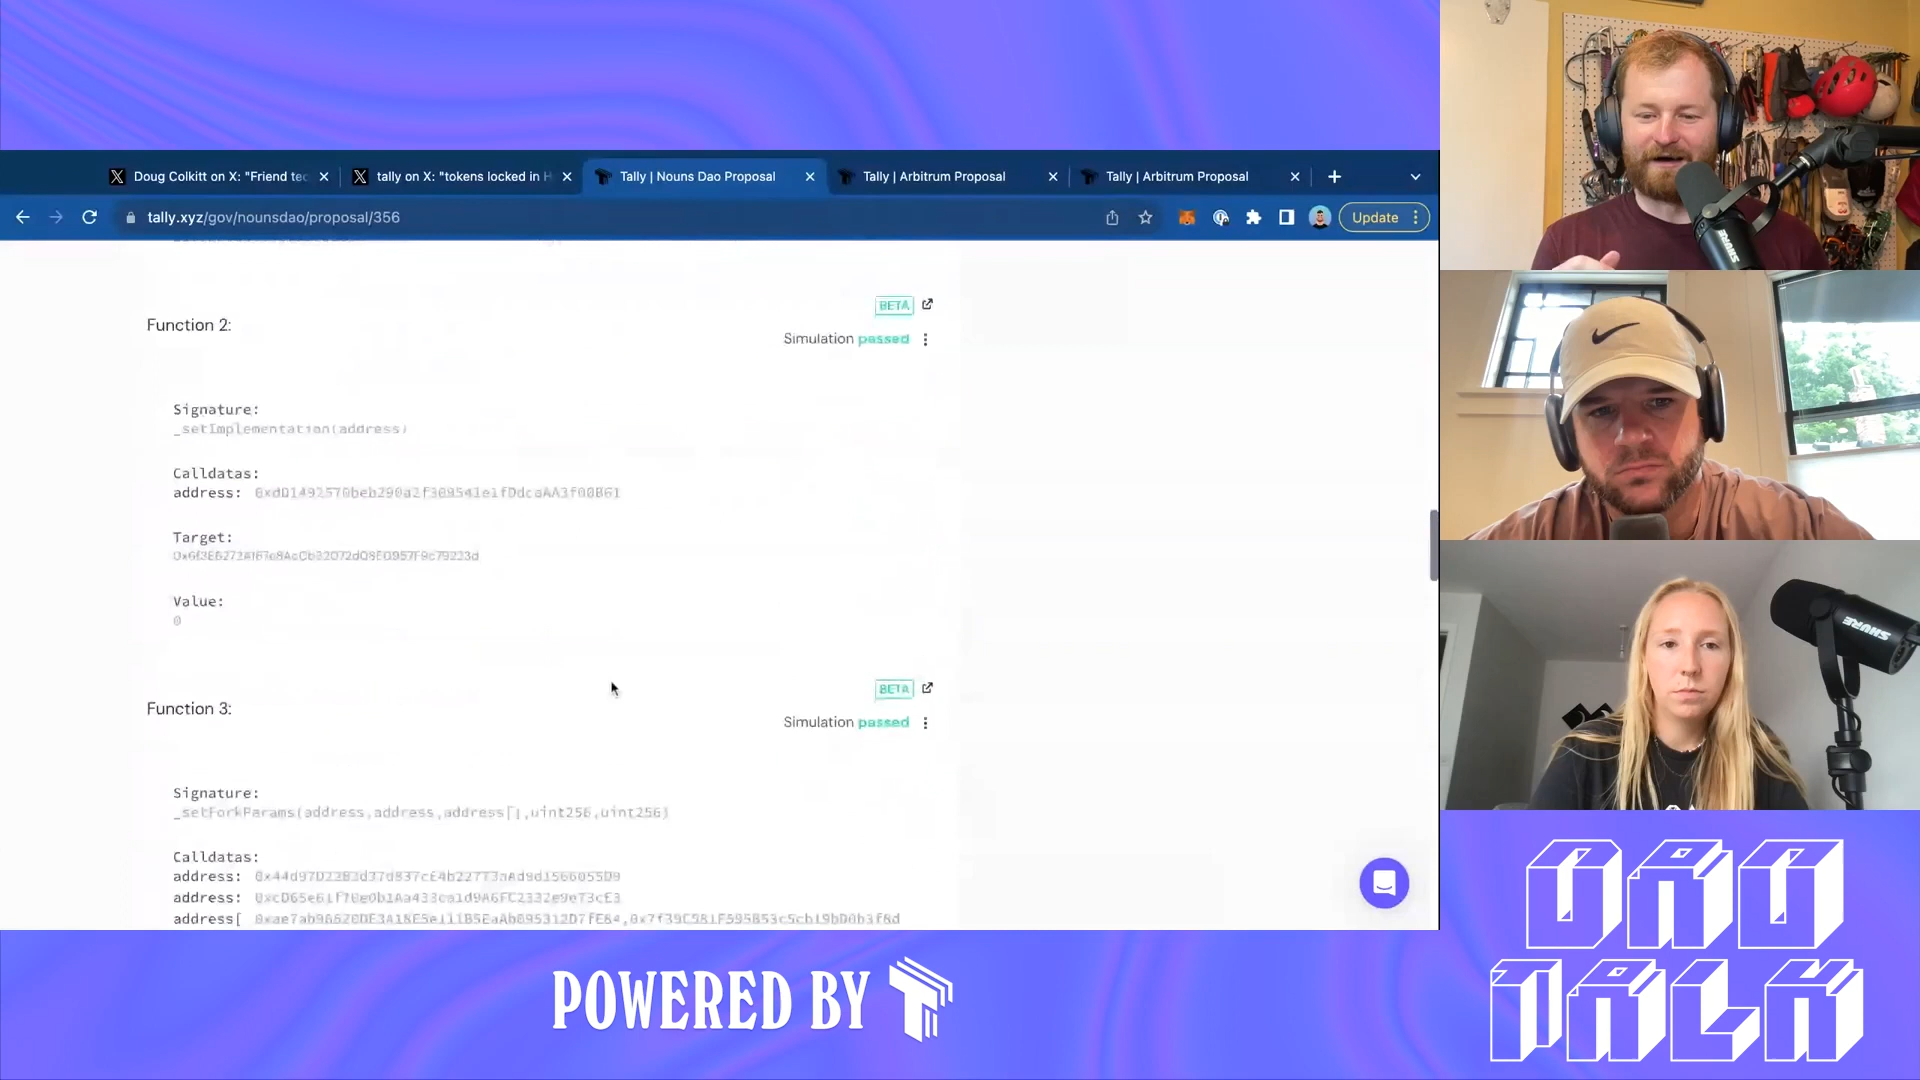 Doug Colkitt on X: "Friend tec
tally on X: "tokens locked in H
Tally | Nouns Dao Proposal
Tally | Arbitrum Proposal
Tally | Arbitrum Proposal
tally.xyz/gov/nounsdao/proposal/356
Update
BETA
Function 2:
Simulation passed
Signature:
_setImplementation(address)
Calldatas:
address:
Target:
Value:
0
BETA
Function 3:
Simulation passed
Signature:
_setForkParams(address,address,address[],uint256,uint256)
Calldatas:
address:
address:
address[
SHURE
SHURE
POWERED BY
DAO
TALK